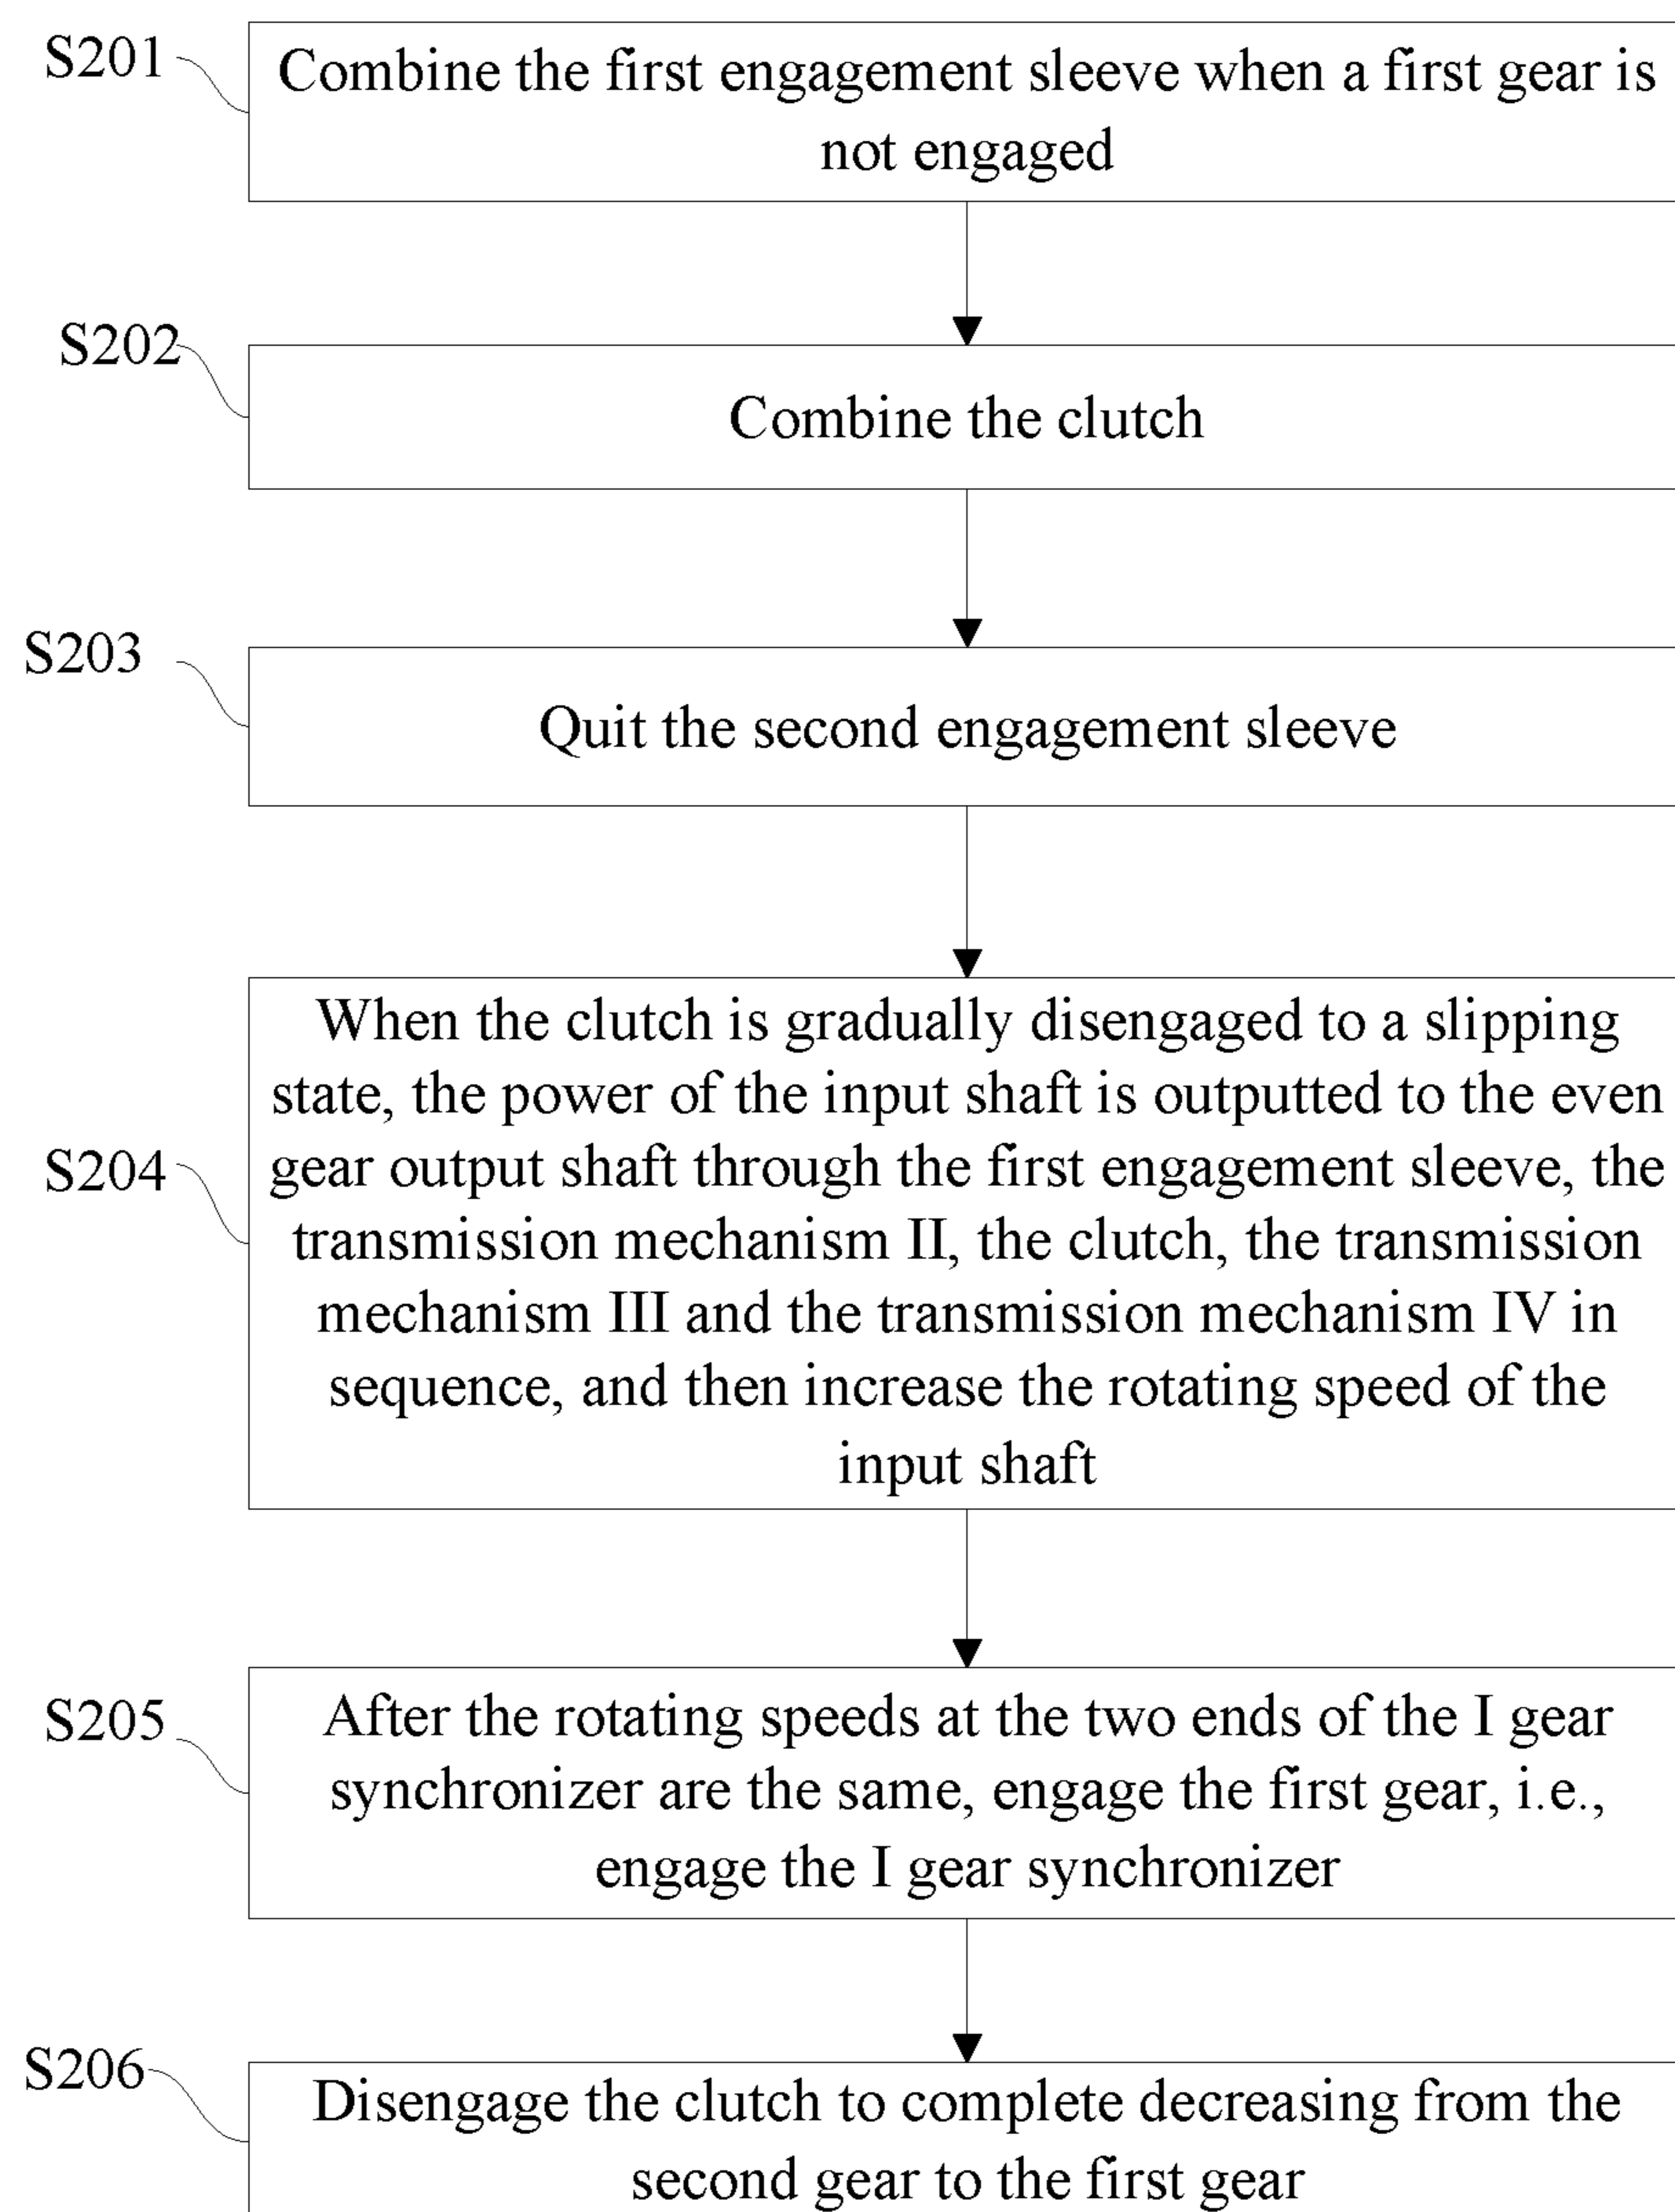 S201
Combine the first engagement sleeve when a first gear is
not engaged
S202
Combine the clutch
S203
Quit the second engagement sleeve
S204
When the clutch is gradually disengaged to a slipping
state, the power of the input shaft is outputted to the even
gear output shaft through the first engagement sleeve, the
transmission mechanism II, the clutch, the transmission
mechanism III and the transmission mechanism IV in
sequence, and then increase the rotating speed of the
input shaft
S205
After the rotating speeds at the two ends of the I gear
synchronizer are the same, engage the first gear, i.e.,
engage the I gear synchronizer
S206
Disengage the clutch to complete decreasing from the
second gear to the first gear